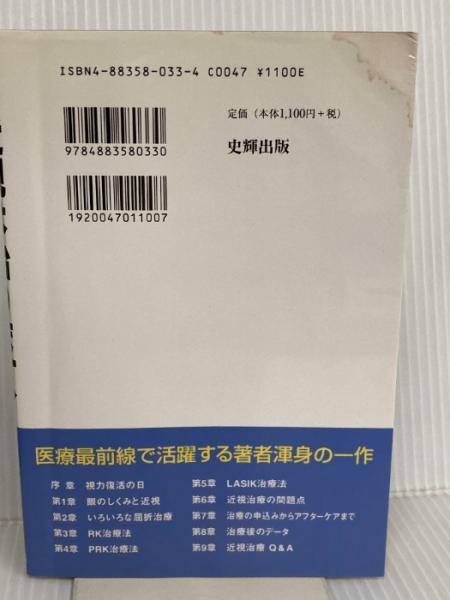 ISBN4-88358-033-4 C0047 ¥1100E
9784883580330
1920047011007
定価（本体1,100円+税）
史輝出版
医療最前線で活躍する著者渾身の一作
序 章 視力復活の日
第1章 眼のしくみと近視
第2章 いろいろな屈折治療
第3章 RK治療法
第4章 PRK治療法
第5章 LASIK治療法
第6章 近視治療の問題点
第7章 治療の申込みからアフターケアまで
第8章 治療後のデータ
第9章 近視治療 Q&A